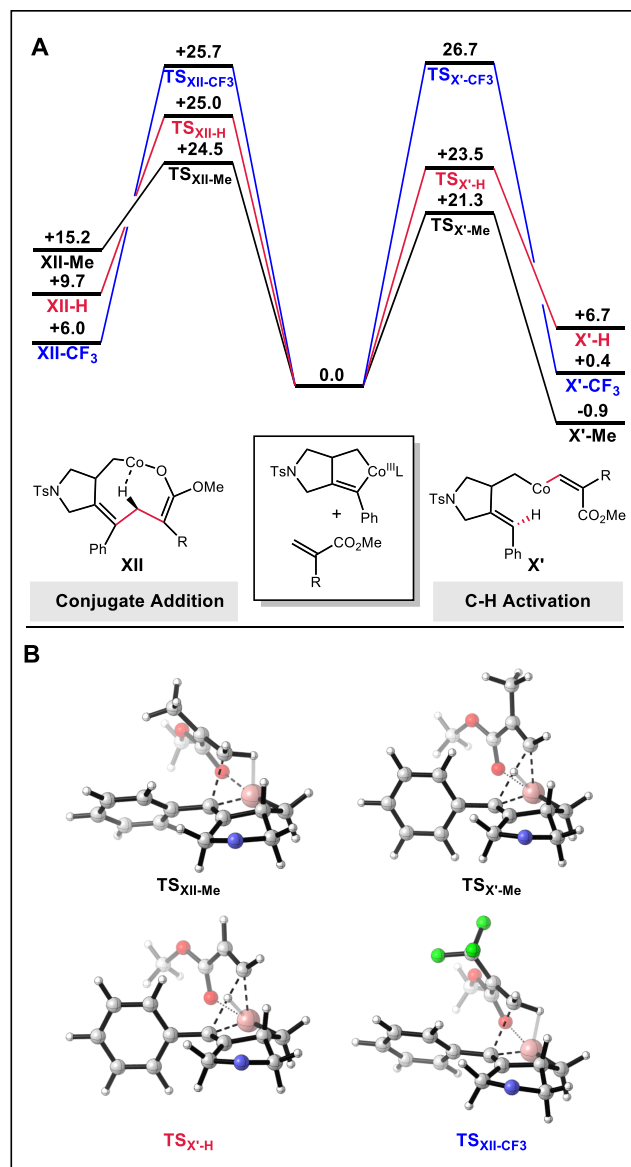 A
+25.7
TSXII-CF3
+25.0
TSXII-H
+24.5
TSXII-Me
+15.2
XII-Me
+9.7
XII-H
+6.0
XII-CF3
0.0
26.7
TSX'-CF3
+23.5
TSX'-H
+21.3
TSX'-Me
+6.7
X'-H
+0.4
X'-CF3
-0.9
X'-Me
Co
O
H
OMe
TsN
Ph
R
XII
Conjugate Addition
TsN
CoIIIL
Ph
+
CO2Me
R
TsN
Co
R
H
CO2Me
Ph
X'
C-H Activation
B
TSXII-Me
TSX'-Me
TSX'-H
TSXII-CF3